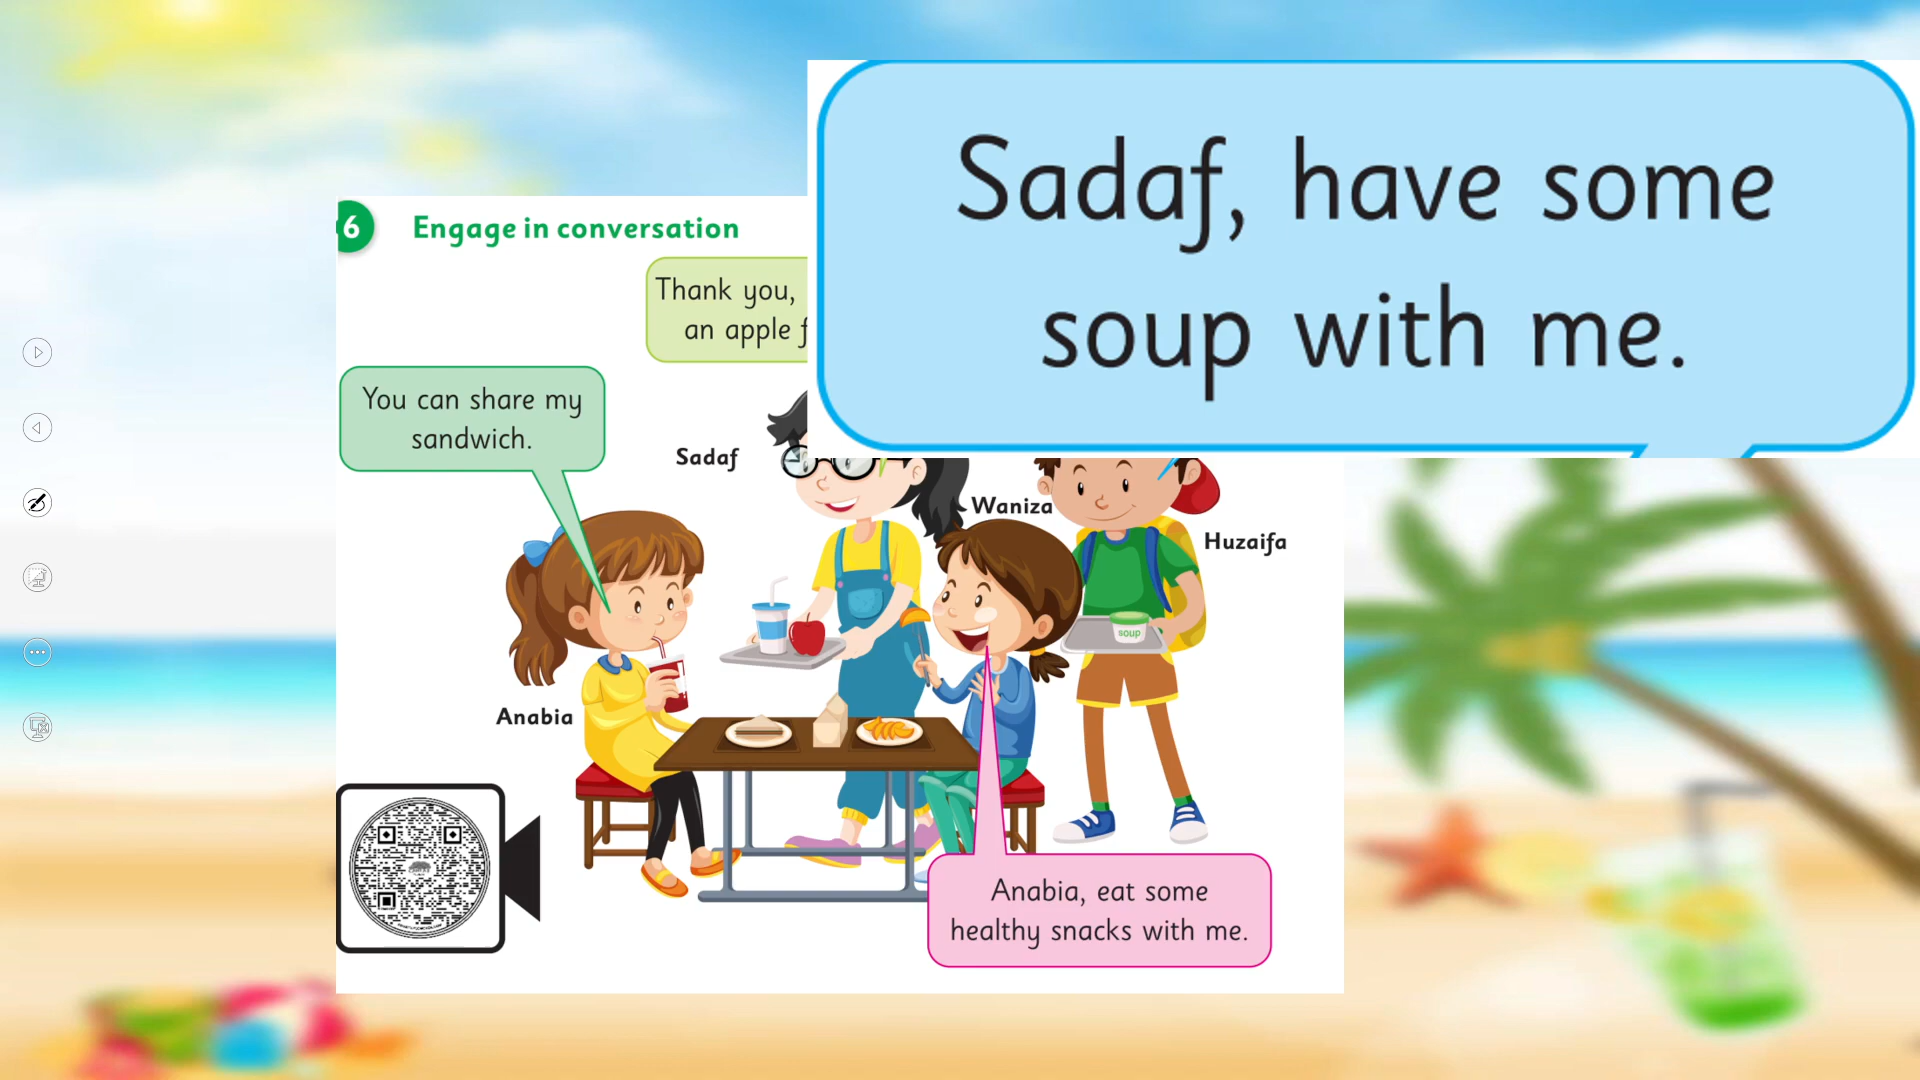 6 Engage in conversation
Sadaf, have some
soup with me.
Thank you,
an apple f
You can share my
sandwich.
Sadaf
Waniza
Huzaifa
soup
Anabia
Anabia, eat some
healthy snacks with me.